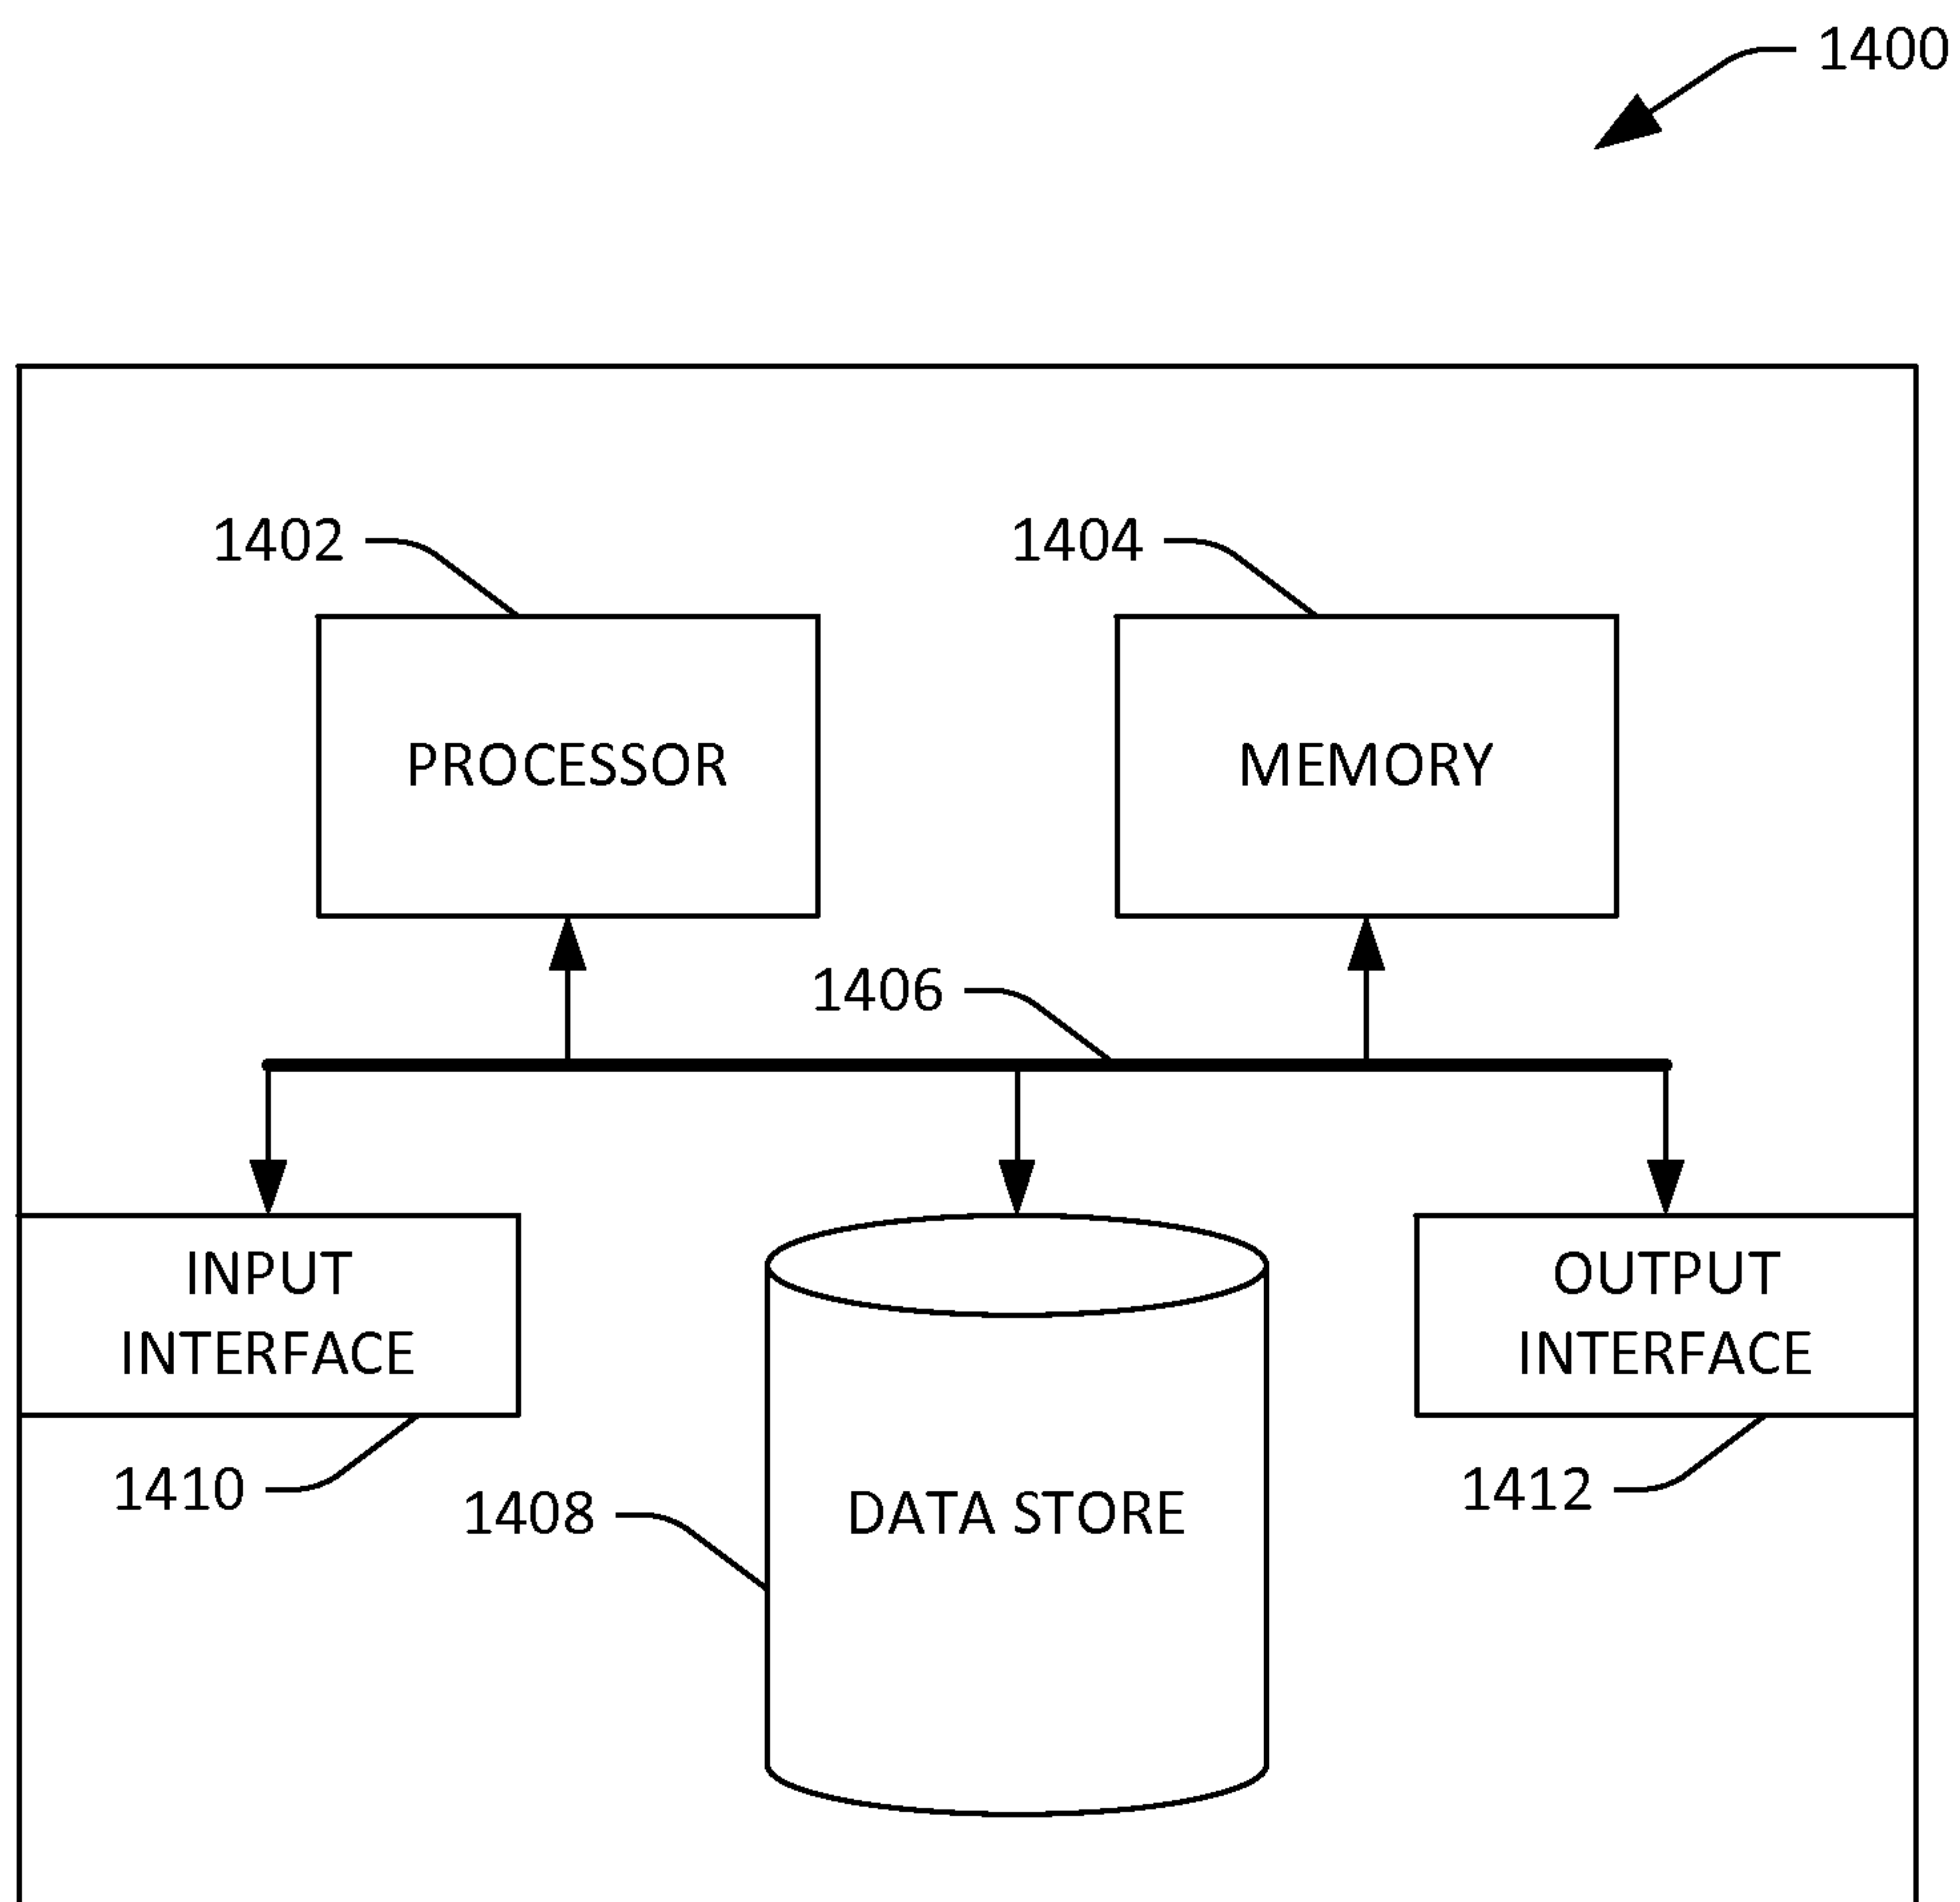 1400
1402
1404
PROCESSOR
MEMORY
1406
INPUT
INTERFACE
OUTPUT
INTERFACE
1410
1408
DATA STORE
1412